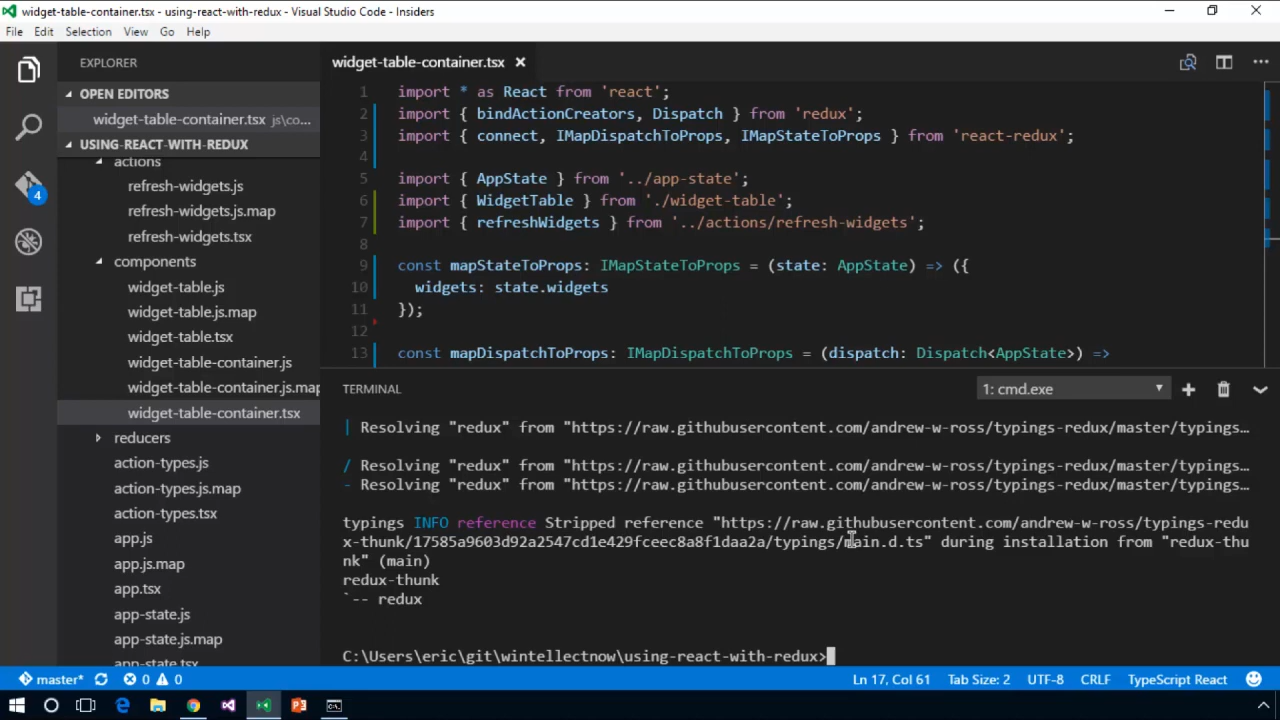 widget-table-container.tsx - using-react-with-redux - Visual Studio Code - Insiders
File Edit Selection View Go Help
EXPLORER
OPEN EDITORS
widget-table-container.tsx js\co...
USING-REACT-WITH-REDUX
actions
refresh-widgets.js
refresh-widgets.js.map
refresh-widgets.tsx
components
widget-table.js
widget-table.js.map
widget-table.tsx
widget-table-container.js
widget-table-container.js.map
widget-table-container.tsx
reducers
action-types.js
action-types.js.map
action-types.tsx
app.js
app.js.map
app.tsx
app-state.js
app-state.js.map
app-state.tsx
4
widget-table-container.tsx
1 import * as React from 'react';
2 import { bindActionCreators, Dispatch } from 'redux';
3 import { connect, IMapDispatchToProps, IMapStateToProps } from 'react-redux';
4
5 import { AppState } from '../app-state';
6 import { WidgetTable } from './widget-table';
7 import { refreshWidgets } from '../actions/refresh-widgets';
8
9 const mapStateToProps: IMapStateToProps = (state: AppState) => ({
10 widgets: state.widgets
11 });
12
13 const mapDispatchToProps: IMapDispatchToProps = (dispatch: Dispatch<AppState>) =>
TERMINAL
1: cmd.exe
| Resolving "redux" from "https://raw.githubusercontent.com/andrew-w-ross/typings-redux/master/typings…
/ Resolving "redux" from "https://raw.githubusercontent.com/andrew-w-ross/typings-redux/master/typings…
- Resolving "redux" from "https://raw.githubusercontent.com/andrew-w-ross/typings-redux/master/typings…
typings INFO reference Stripped reference "https://raw.githubusercontent.com/andrew-w-ross/typings-redu
x-thunk/17585a9603d92a2547cd1e429fceec8a8f1daa2a/typings/main.d.ts" during installation from "redux-thu
nk" (main)
redux-thunk
`-- redux
C:\Users\eric\git\wintellectnow\using-react-with-redux>
master* 0 0 Ln 17, Col 61 Tab Size: 2 UTF-8 CRLF TypeScript React